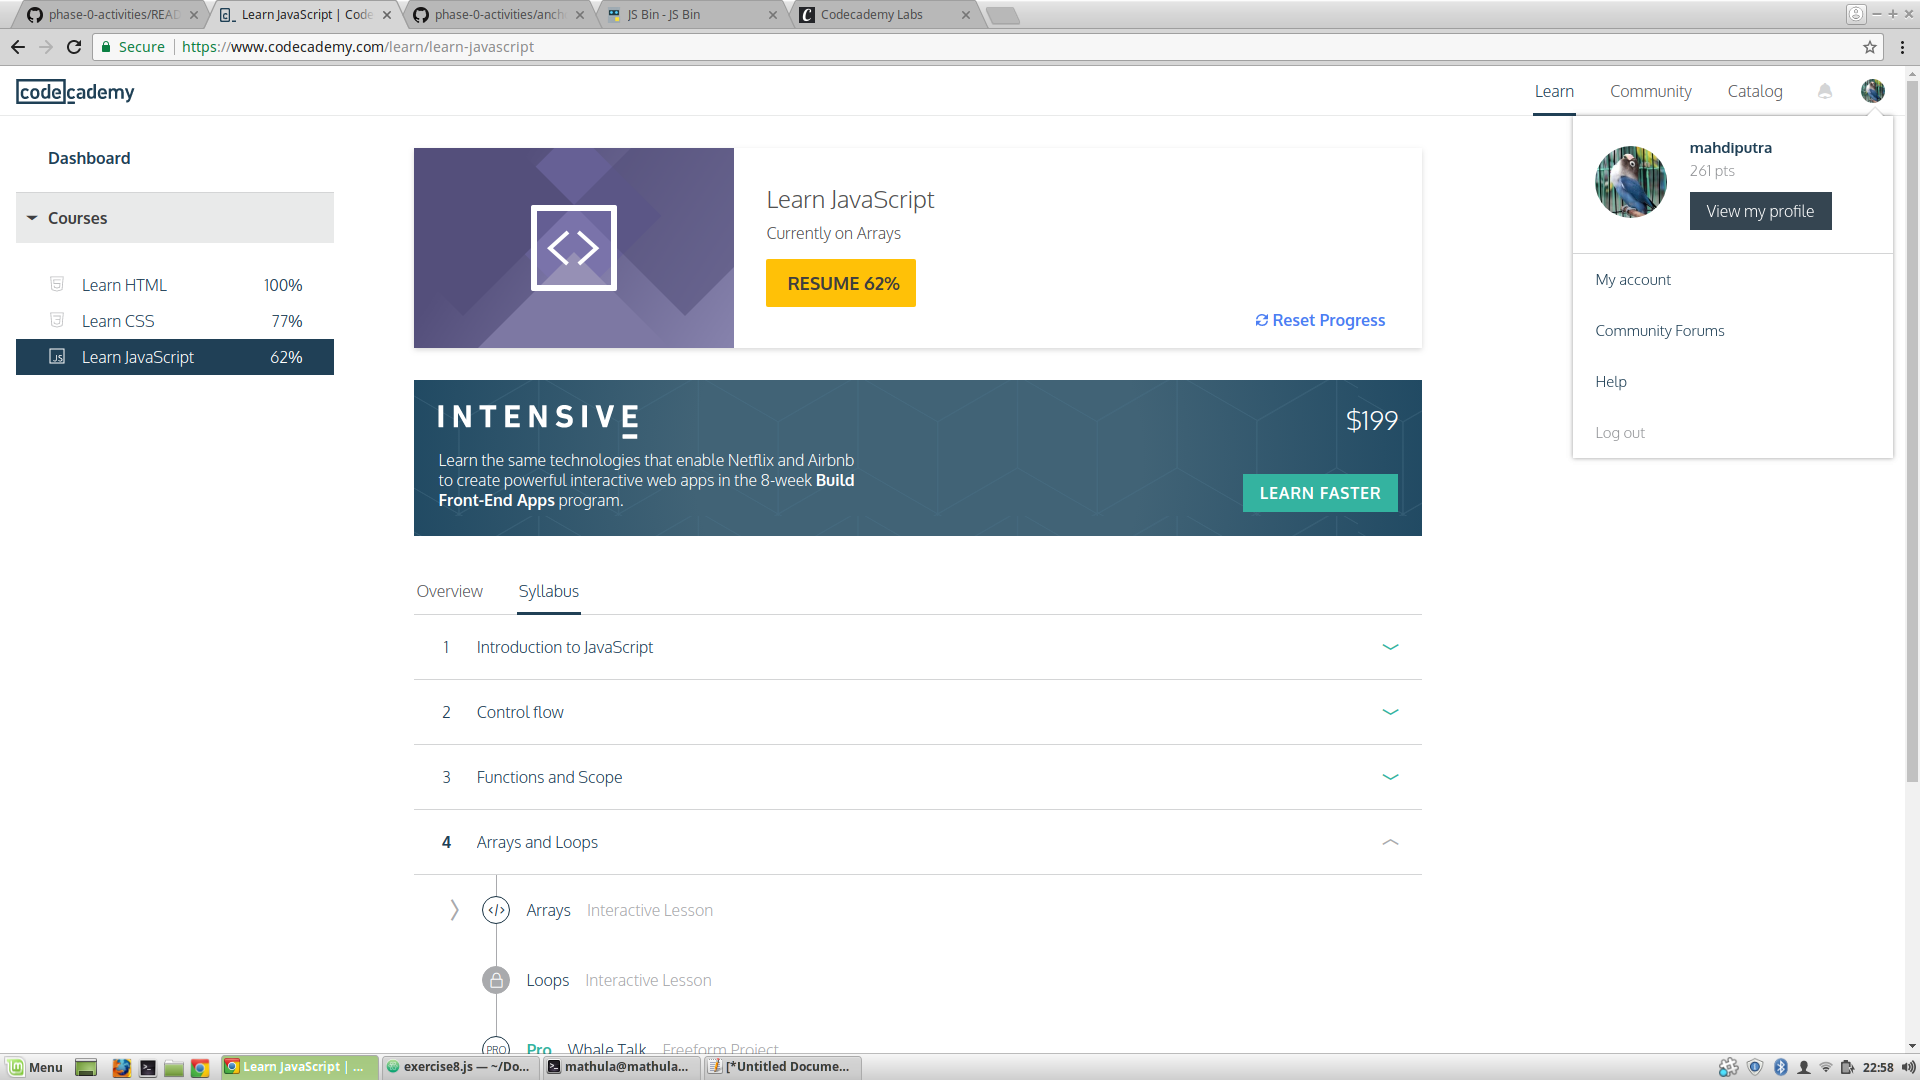 phase-0-activities/READ
Learn JavaScript | Code
phase-0-activities/anch
JS Bin - JS Bin
Codecademy Labs
Secure
https://www.codecademy.com/learn/learn-javascript
codecademy
Learn
Community
Catalog
mahdiputra
261 pts
View my profile
My account
Community Forums
Help
Log out
Dashboard
Courses
Learn HTML 100%
Learn CSS 77%
JS Learn JavaScript 62%
Learn JavaScript
Currently on Arrays
RESUME 62%
Reset Progress
INTENSIVE
$199
Learn the same technologies that enable Netflix and Airbnb
to create powerful interactive web apps in the 8-week Build
Front-End Apps program.
LEARN FASTER
Overview
Syllabus
1 Introduction to JavaScript
2 Control flow
3 Functions and Scope
4 Arrays and Loops
Arrays Interactive Lesson
Loops Interactive Lesson
PRO Pro Whale Talk Freeform Project
Menu
Learn JavaScript | ...
exercise8.js — ~/Do...
mathula@mathula...
[*Untitled Docume...
22:58